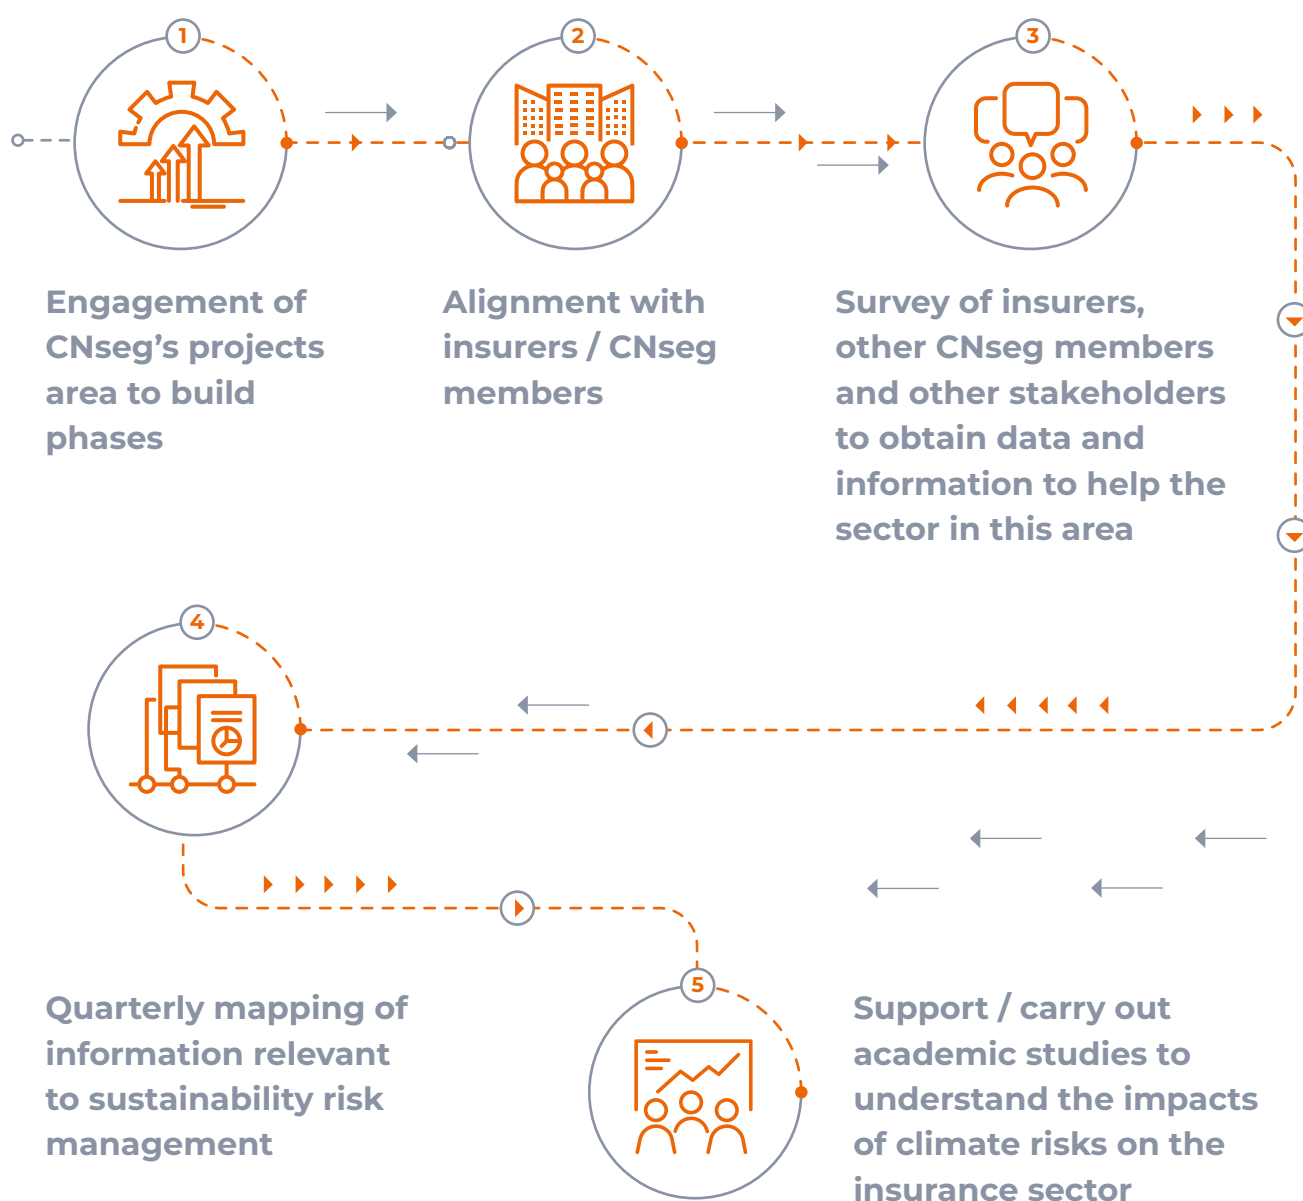 1
2
3
Engagement of
CNseg’s projects
area to build
phases
Alignment with
insurers / CNseg
members
Survey of insurers,
other CNseg members
and other stakeholders
to obtain data and
information to help the
sector in this area
4
Quarterly mapping of
information relevant
to sustainability risk
management
5
Support / carry out
academic studies to
understand the impacts
of climate risks on the
insurance sector